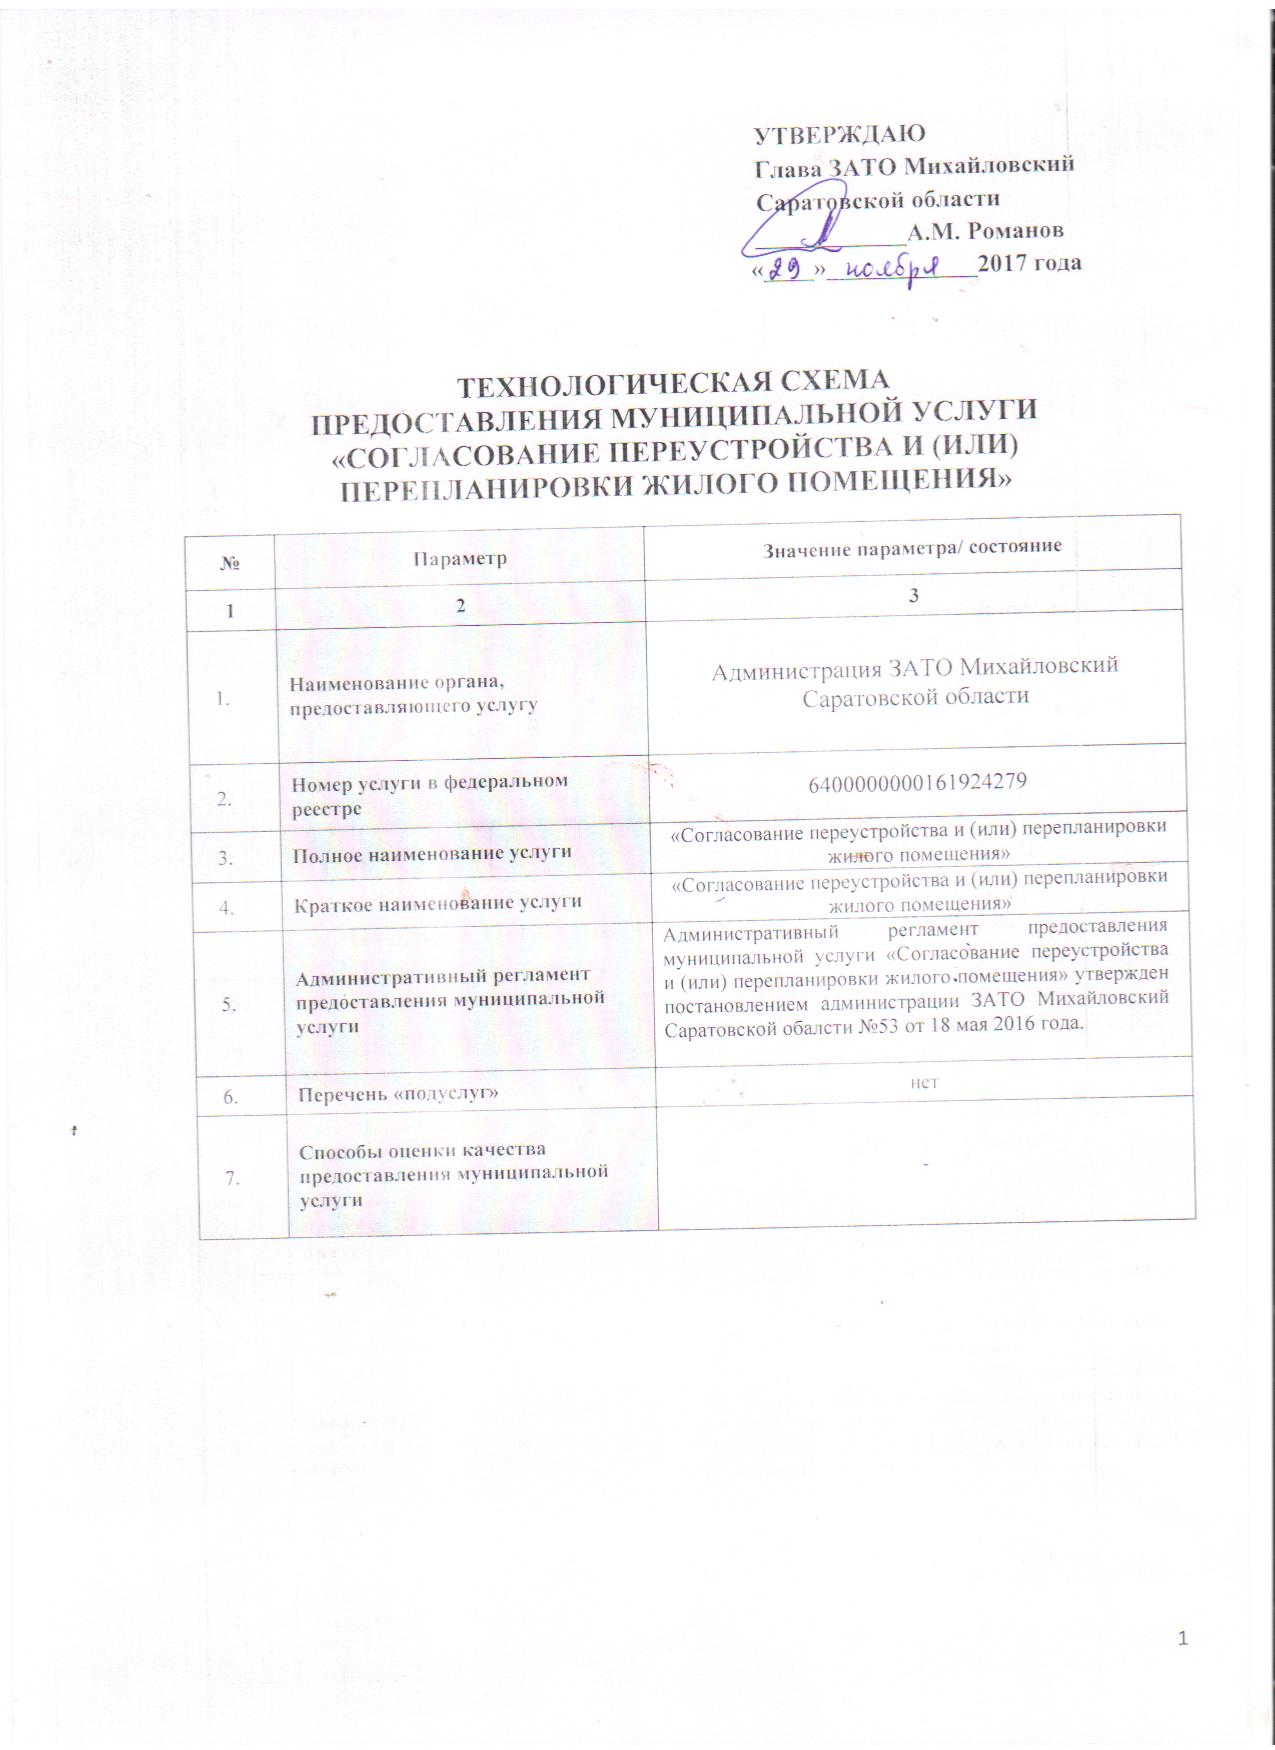 УТВЕРЖДАЮ
Глава ЗАТО Михайловский
Саратовской области
____________А.М. Романов
«29» ноября 2017 года
ТЕХНОЛОГИЧЕСКАЯ СХЕМА
ПРЕДОСТАВЛЕНИЯ МУНИЦИПАЛЬНОЙ УСЛУГИ
«СОГЛАСОВАНИЕ ПЕРЕУСТРОЙСТВА И (ИЛИ)
ПЕРЕПЛАНИРОВКИ ЖИЛОГО ПОМЕЩЕНИЯ»
№ Параметр Значение параметра/ состояние
1 2 3
1.
Наименование органа,
предоставляющего услугу
Администрация ЗАТО Михайловский
Саратовской области
2.
Номер услуги в федеральном
реестре
6400000000161924279
3.
Полное наименование услуги
«Согласование переустройства и (или) перепланировки
жилого помещения»
4.
Краткое наименование услуги
«Согласование переустройства и (или) перепланировки
жилого помещения»
5.
Административный регламент
предоставления муниципальной
услуги
Административный регламент предоставления
муниципальной услуги «Согласование переустройства
и (или) перепланировки жилого помещения» утвержден
постановлением администрации ЗАТО Михайловский
Саратовской обалсти №53 от 18 мая 2016 года.
6.
Перечень «подуслуг»
нет
7.
Способы оценки качества
предоставления муниципальной
услуги
-
1